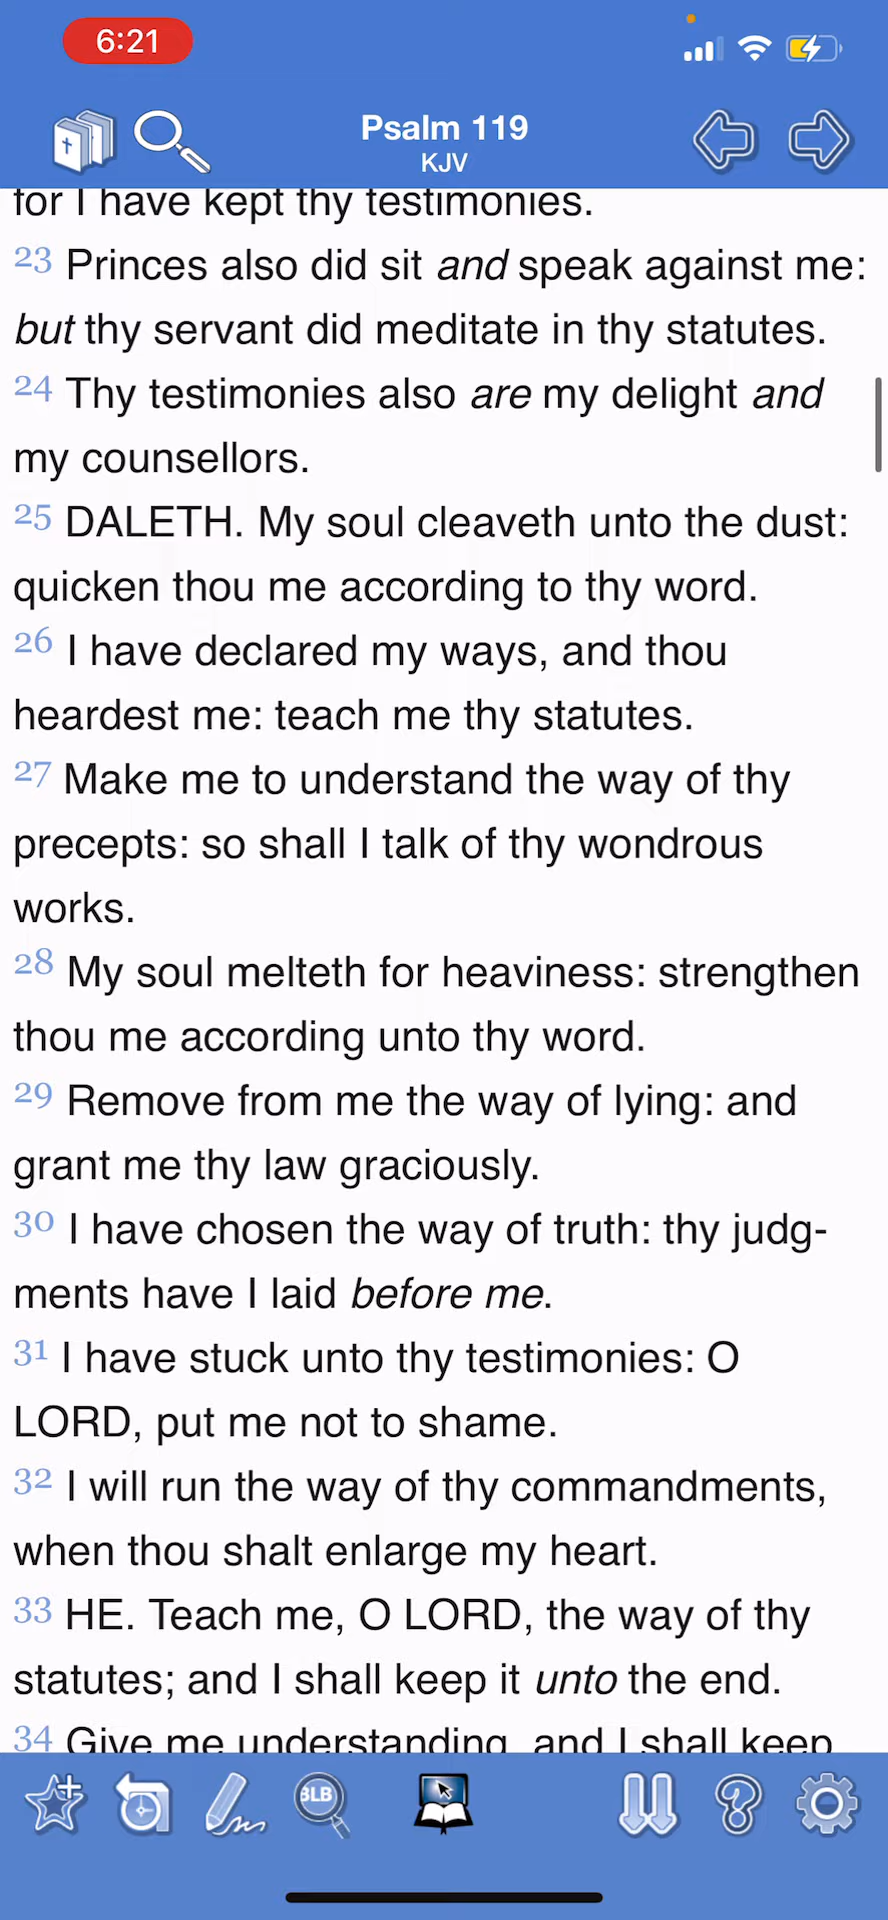 6:21
Psalm 119
KJV
for I have kept thy testimonies.
23 Princes also did sit and speak against me:
but thy servant did meditate in thy statutes.
24 Thy testimonies also are my delight and
my counsellors.
25 DALETH. My soul cleaveth unto the dust:
quicken thou me according to thy word.
26 I have declared my ways, and thou
heardest me: teach me thy statutes.
27 Make me to understand the way of thy
precepts: so shall I talk of thy wondrous
works.
28 My soul melteth for heaviness: strengthen
thou me according unto thy word.
29 Remove from me the way of lying: and
grant me thy law graciously.
30 I have chosen the way of truth: thy judg-
ments have I laid before me.
31 I have stuck unto thy testimonies: O
LORD, put me not to shame.
32 I will run the way of thy commandments,
when thou shalt enlarge my heart.
33 HE. Teach me, O LORD, the way of thy
statutes; and I shall keep it unto the end.
34 Give me understanding, and I shall keep
BLB